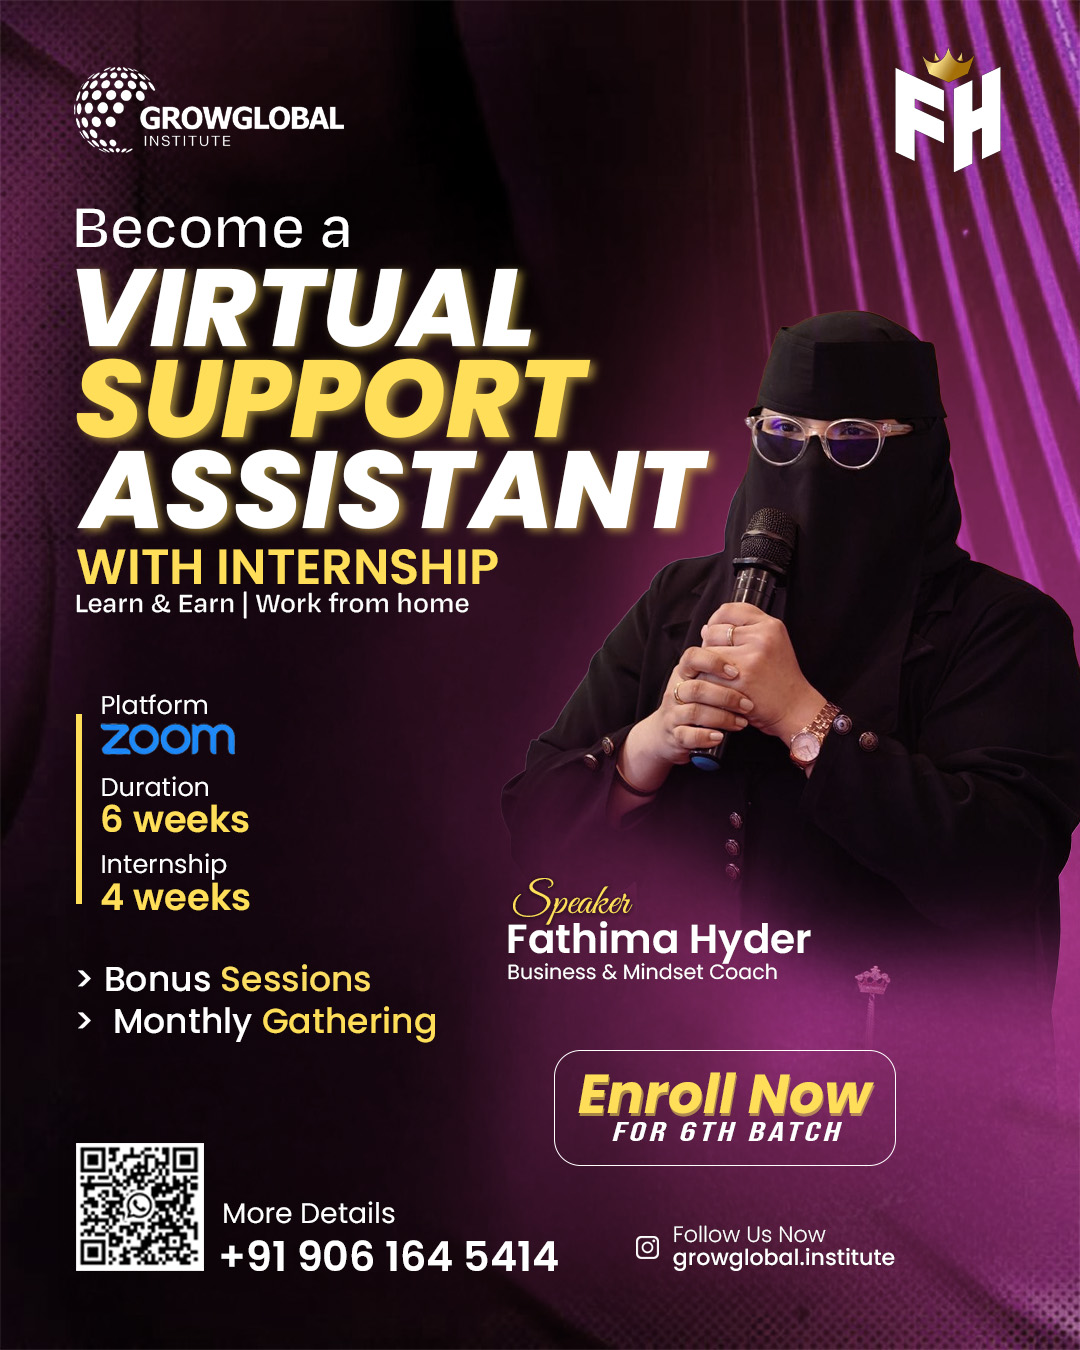 GROWGLOBAL
INSTITUTE
FH
Become a
VIRTUAL
SUPPORT
ASSISTANT
WITH INTERNSHIP
Learn & Earn | Work from home
Platform
zoom
Duration
6 weeks
Internship
4 weeks
> Bonus Sessions
> Monthly Gathering
Speaker
Fathima Hyder
Business & Mindset Coach
Enroll Now
FOR 6TH BATCH
More Details
+91 906 164 5414
Follow Us Now
growglobal.institute